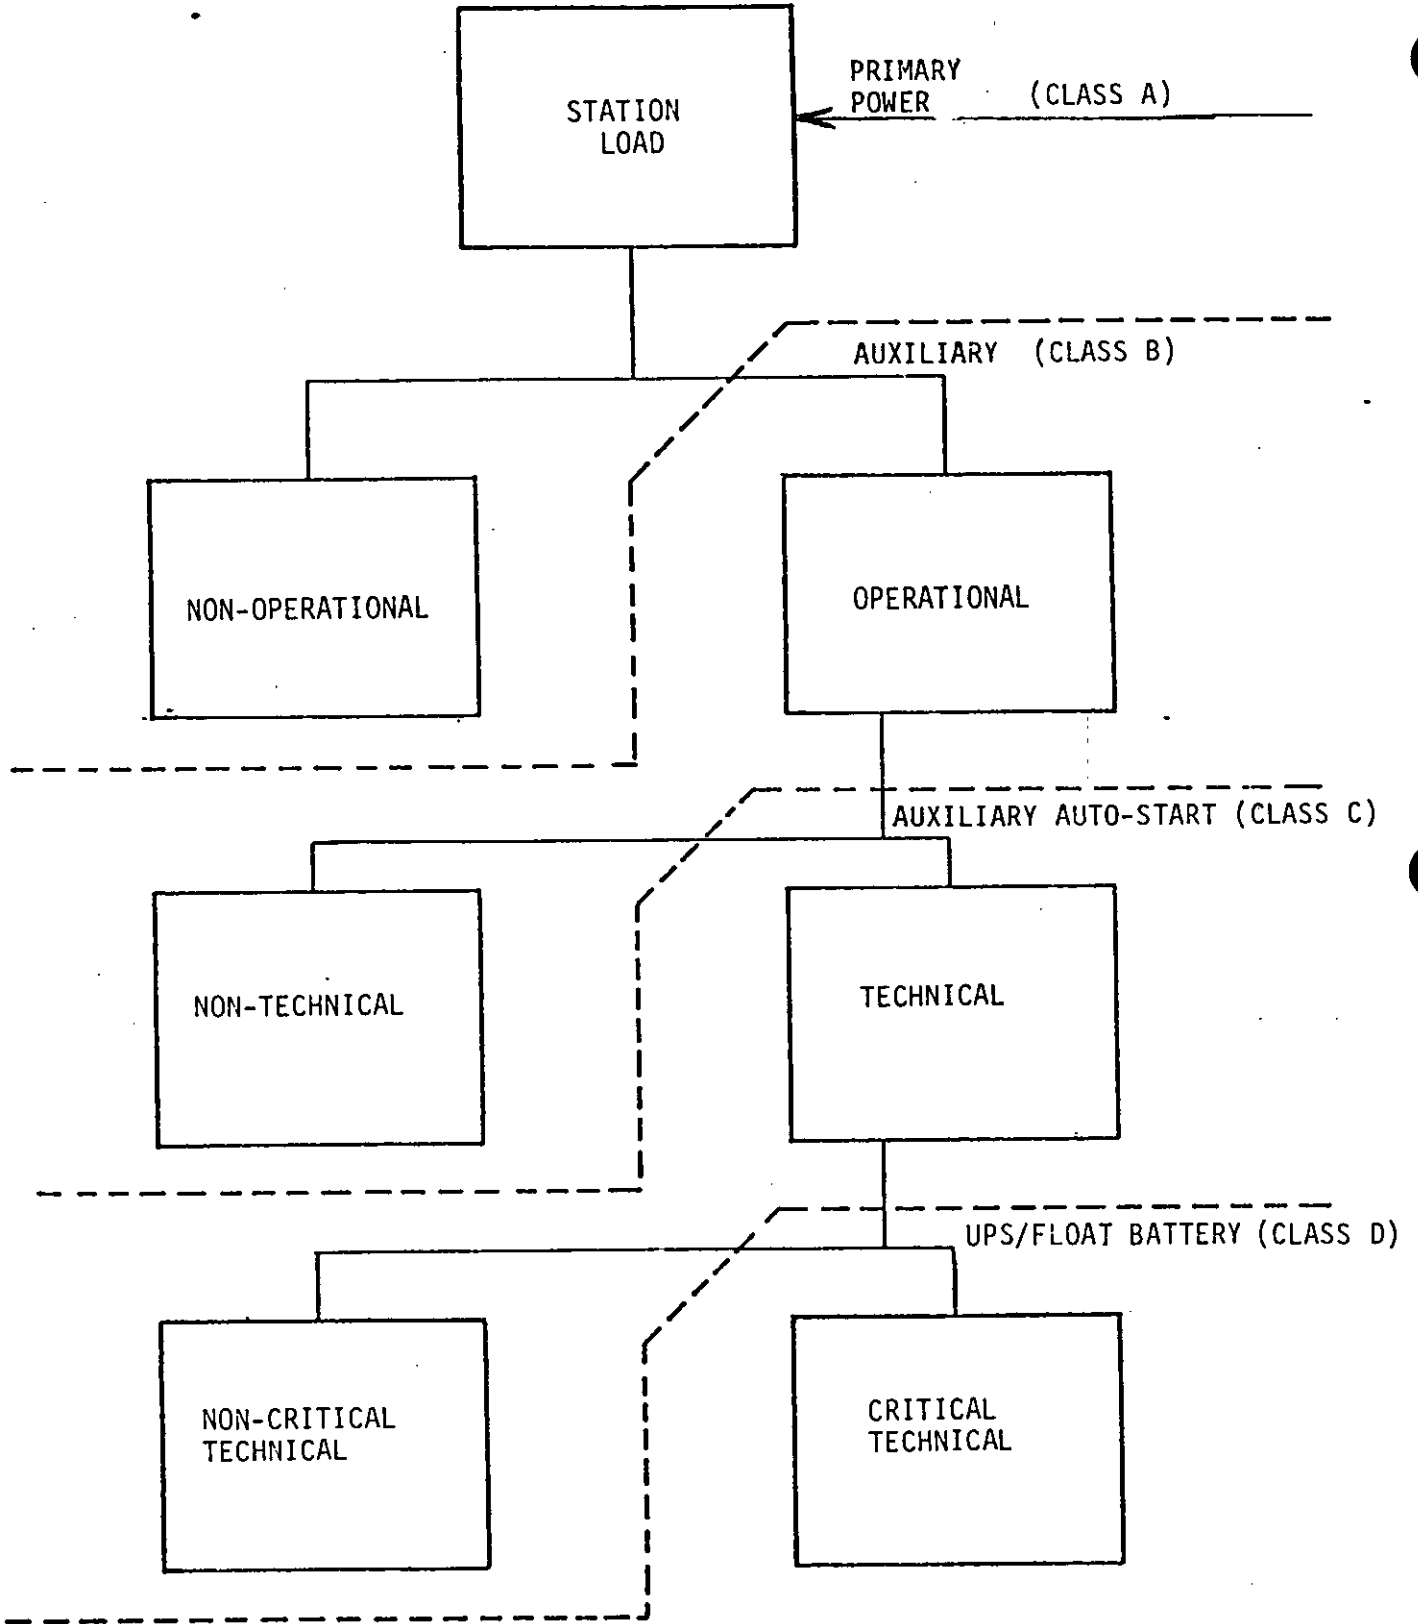 PRIMARY
POWER
(CLASS A)
STATION
LOAD
AUXILIARY (CLASS B)
NON-OPERATIONAL
OPERATIONAL
AUXILIARY AUTO-START (CLASS C)
NON-TECHNICAL
TECHNICAL
UPS/FLOAT BATTERY (CLASS D)
NON-CRITICAL
TECHNICAL
CRITICAL
TECHNICAL